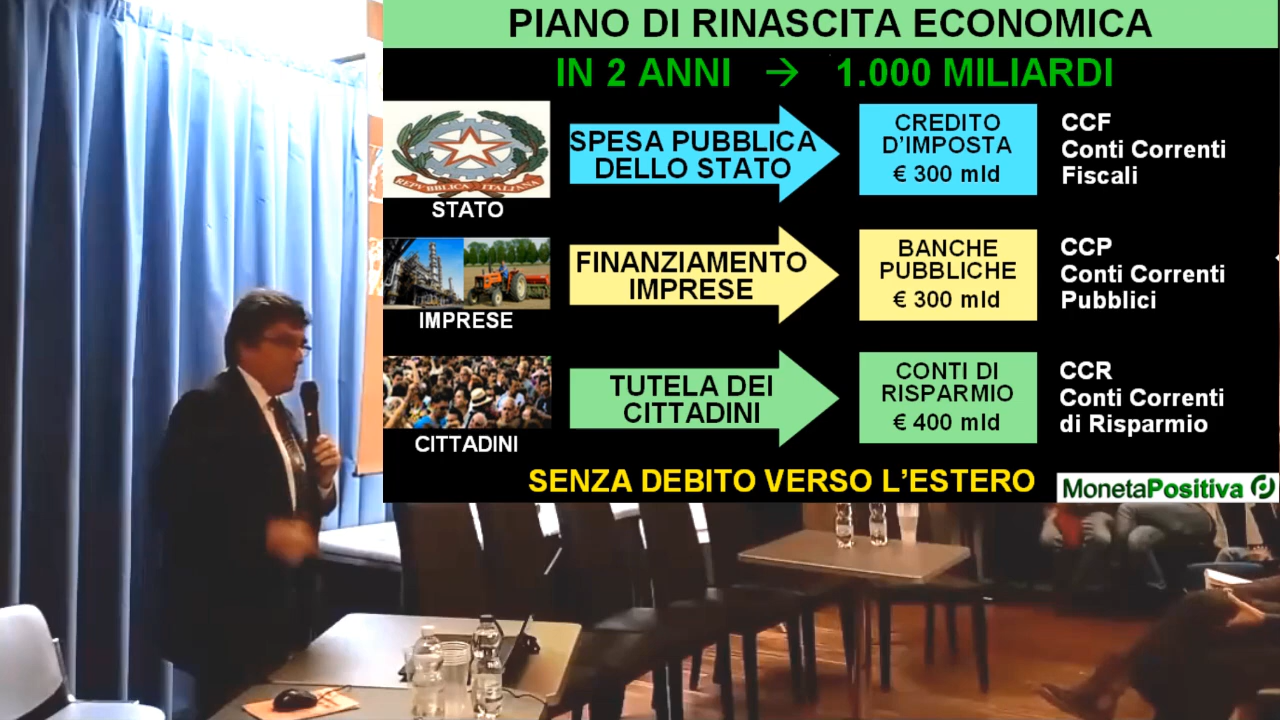 PIANO DI RINASCITA ECONOMICA
IN 2 ANNI → 1.000 MILIARDI
REPUBBLICA ITALIANA
STATO
SPESA PUBBLICA
DELLO STATO
CREDITO
D'IMPOSTA
€ 300 mld
CCF
Conti Correnti
Fiscali
IMPRESE
FINANZIAMENTO
IMPRESE
BANCHE
PUBBLICHE
€ 300 mld
CCP
Conti Correnti
Pubblici
CITTADINI
TUTELA DEI
CITTADINI
CONTI DI
RISPARMIO
€ 400 mld
CCR
Conti Correnti
di Risparmio
SENZA DEBITO VERSO L'ESTERO
MonetaPositiva